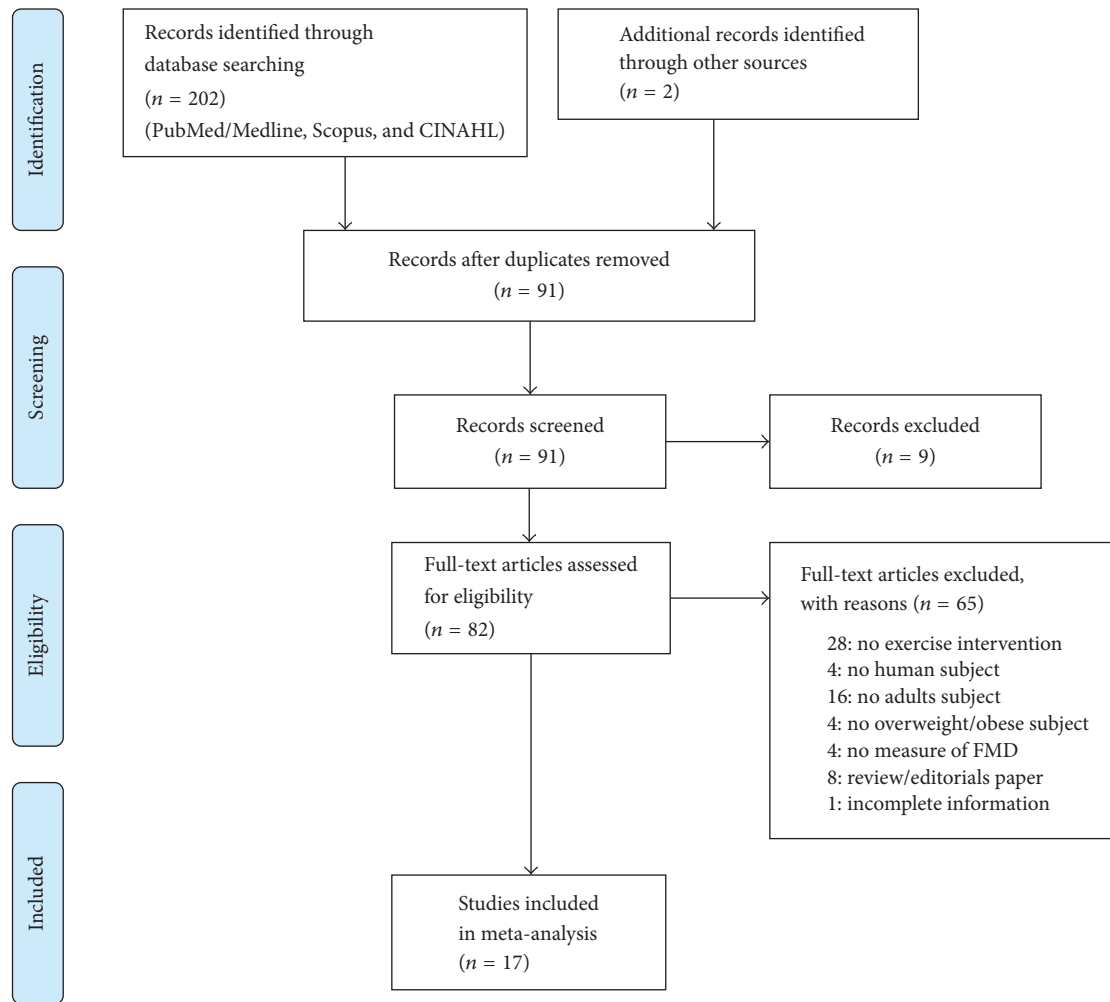 Identification
Records identified through
database searching
(n = 202)
(PubMed/Medline, Scopus, and CINAHL)
Additional records identified
through other sources
(n = 2)
Records after duplicates removed
(n = 91)
Screening
Records screened
(n = 91)
Records excluded
(n = 9)
Eligibility
Full-text articles assessed
for eligibility
(n = 82)
Full-text articles excluded,
with reasons (n = 65)
28: no exercise intervention
4: no human subject
16: no adults subject
4: no overweight/obese subject
4: no measure of FMD
8: review/editorials paper
1: incomplete information
Included
Studies included
in meta-analysis
(n = 17)